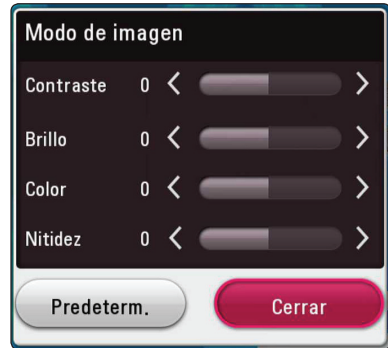 Modo de imagen
Contraste 0
Brillo 0
Color 0
Nitidez 0
Predeterm. Cerrar